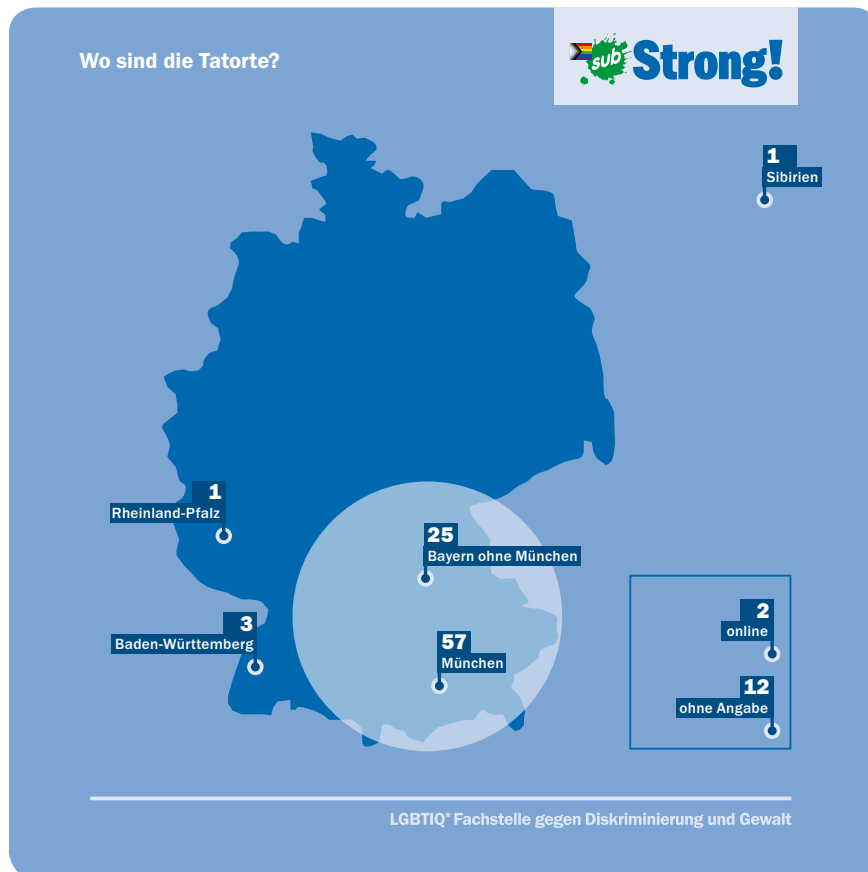 Wo sind die Tatorte?
sub Strong!
1
Sibirien
1
Rheinland-Pfalz
25
Bayern ohne München
3
Baden-Württemberg
57
München
2
online
12
ohne Angabe
LGBTIQ* Fachstelle gegen Diskriminierung und Gewalt